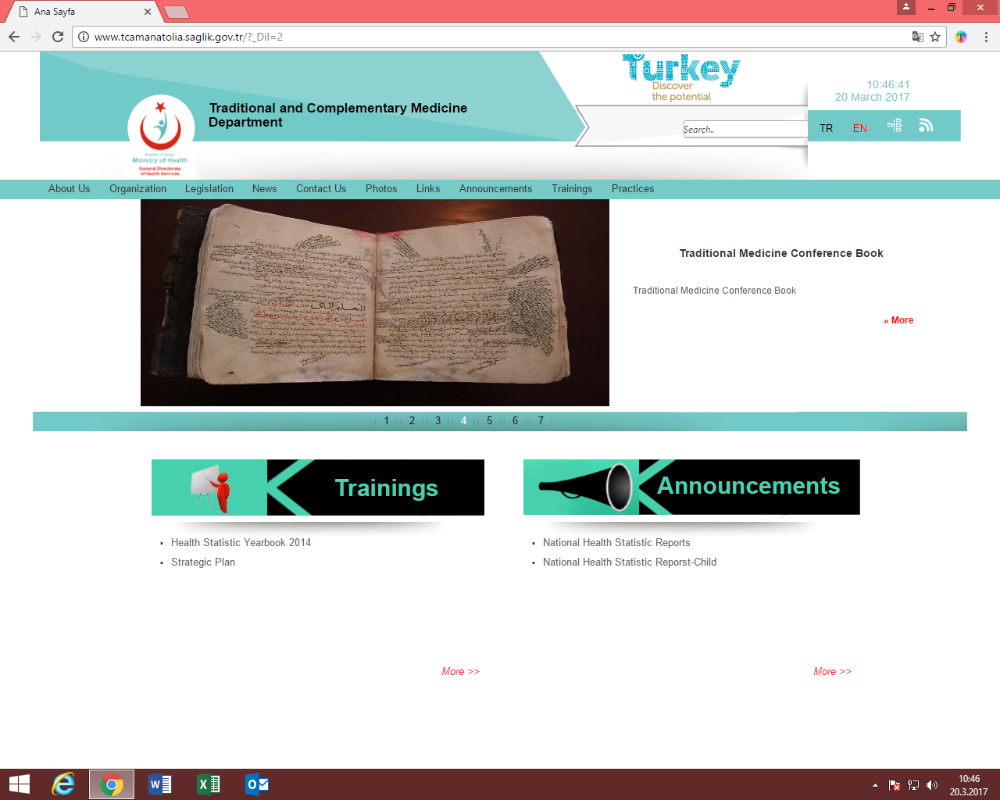 Ana Sayfa
www.tcamanatolia.saglik.gov.tr/?_Dil=2
Turkey
Discover
the potential
10:46:41
20 March 2017
Traditional and Complementary Medicine
Department
Search..
TR EN
Republic of Turkey
Ministry of Health
General Directorate
of health Services
About Us Organization Legislation News Contact Us Photos Links Announcements Trainings Practices
Traditional Medicine Conference Book
Traditional Medicine Conference Book
» More
1 2 3 4 5 6 7
Trainings
Announcements
Health Statistic Yearbook 2014
Strategic Plan
National Health Statistic Reports
National Health Statistic Reporst-Child
More >>
More >>
10:46
20.3.2017